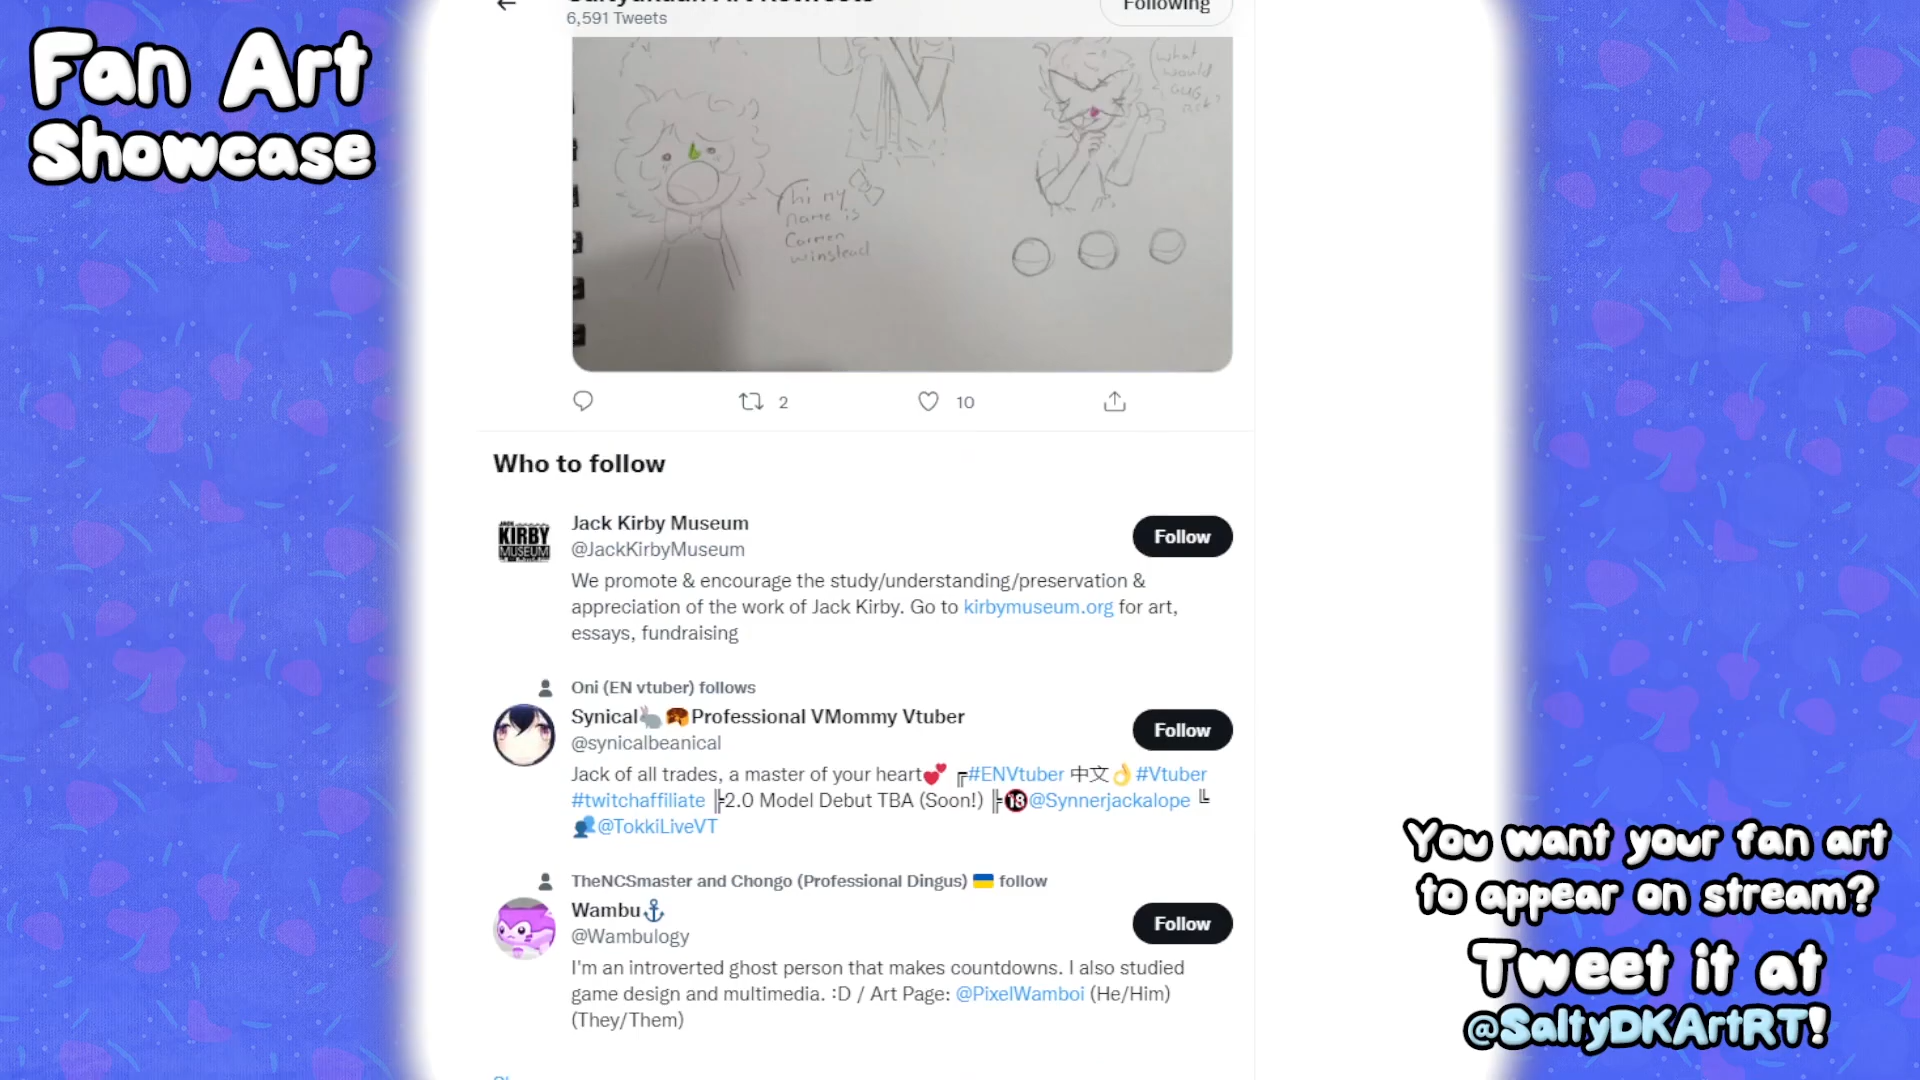 Fan Art
Showcase
6,591 Tweets
Following
what
would
GUG
hi my
name is
Carmen
winstead
2
10
Who to follow
JACK
KIRBY
MUSEUM
Jack Kirby Museum
@JackKirbyMuseum
Follow
We promote & encourage the study/understanding/preservation &
appreciation of the work of Jack Kirby. Go to kirbymuseum.org for art,
essays, fundraising
Oni (EN vtuber) follows
Synical🐇🥮Professional VMommy Vtuber
@synicalbeanical
Follow
Jack of all trades, a master of your heart💕 ╔#ENVtuber 中文👌#Vtuber
#twitchaffiliate ╠2.0 Model Debut TBA (Soon!) ╠🔞@Synnerjackalope ╚
👥@TokkiLiveVT
TheNCSmaster and Chongo (Professional Dingus) 🇺🇦 follow
Wambu⚓
@Wambulogy
Follow
I'm an introverted ghost person that makes countdowns. I also studied
game design and multimedia. :D / Art Page: @PixelWamboi (He/Him)
(They/Them)
You want your fan art
to appear on stream?
Tweet it at
@SaltyDKArtRT!